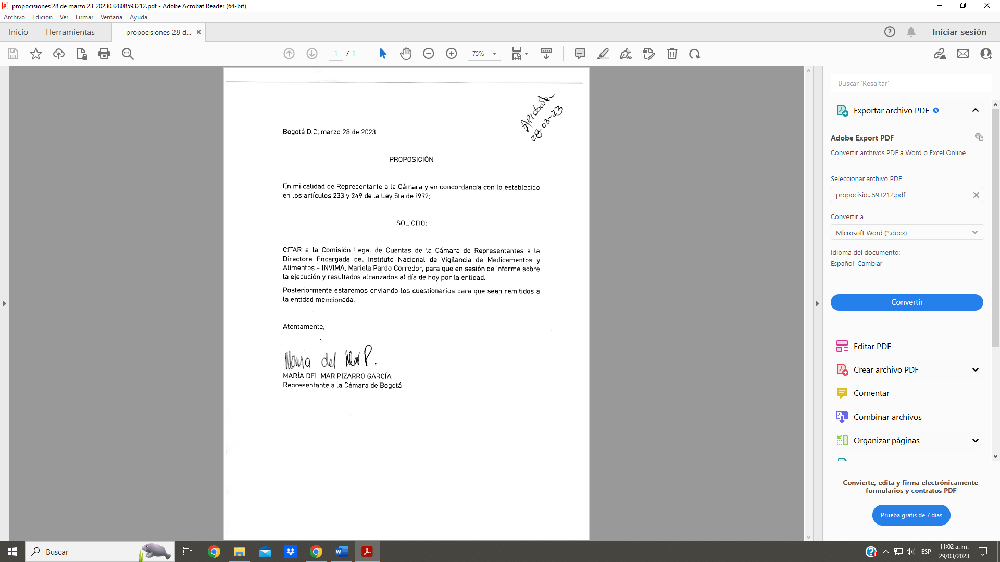 propocisiones 28 de marzo 23_2023032808593212.pdf - Adobe Acrobat Reader (64-bit)
Archivo Edición Ver Firmar Ventana Ayuda
Inicio Herramientas propocisiones 28 d... Iniciar sesión
1 / 1 75%
Aprobada
28-03-23
Bogotá D.C; marzo 28 de 2023
PROPOSICIÓN
En mi calidad de Representante a la Cámara y en concordancia con lo establecido
en los artículos 233 y 249 de la Ley 5ta de 1992;
SOLICITO:
CITAR a la Comisión Legal de Cuentas de la Cámara de Representantes a la
Directora Encargada del Instituto Nacional de Vigilancia de Medicamentos y
Alimentos - INVIMA, Mariela Pardo Corredor, para que en sesión de informe sobre
la ejecución y resultados alcanzados al día de hoy por la entidad.
Posteriormente estaremos enviando los cuestionarios para que sean remitidos a
la entidad mencionada.
Atentamente,
Maria del Mar P.
MARÍA DEL MAR PIZARRO GARCÍA
Representante a la Cámara de Bogotá
Buscar 'Resaltar'
Exportar archivo PDF
Adobe Export PDF
Convertir archivos PDF a Word o Excel Online
Seleccionar archivo PDF
propocisio...593212.pdf
Convertir a
Microsoft Word (*.docx)
Idioma del documento:
Español Cambiar
Convertir
Editar PDF
Crear archivo PDF
Comentar
Combinar archivos
Organizar páginas
Convierte, edita y firma electrónicamente
formularios y contratos PDF
Prueba gratis de 7 días
Buscar
ESP
11:02 a. m.
29/03/2023